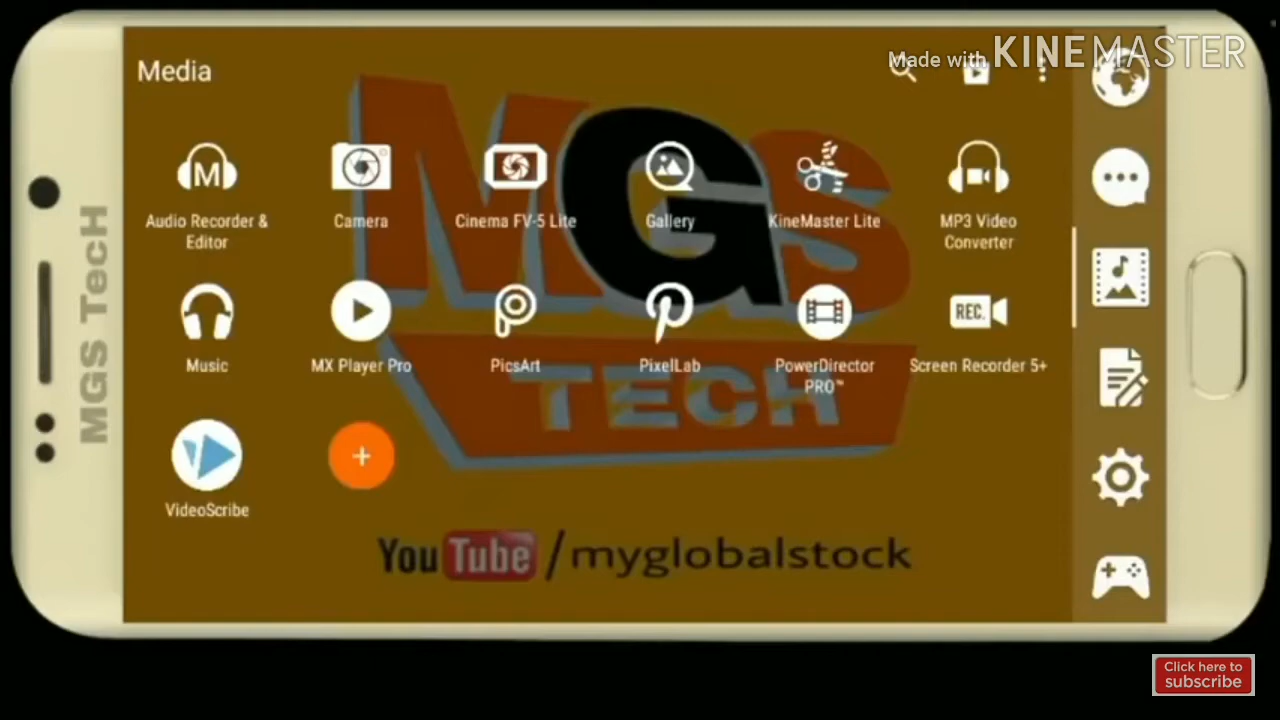 Media
Made with KINEMASTER
M
Audio Recorder &
Editor
Camera
Cinema FV-5 Lite
Gallery
KineMaster Lite
MP3 Video
Converter
REC.
Music
MX Player Pro
PicsArt
PixelLab
PowerDirector
PRO™
Screen Recorder 5+
VideoScribe
MGS
TECH
YouTube/myglobalstock
MGS TecH
Click here to
subscribe